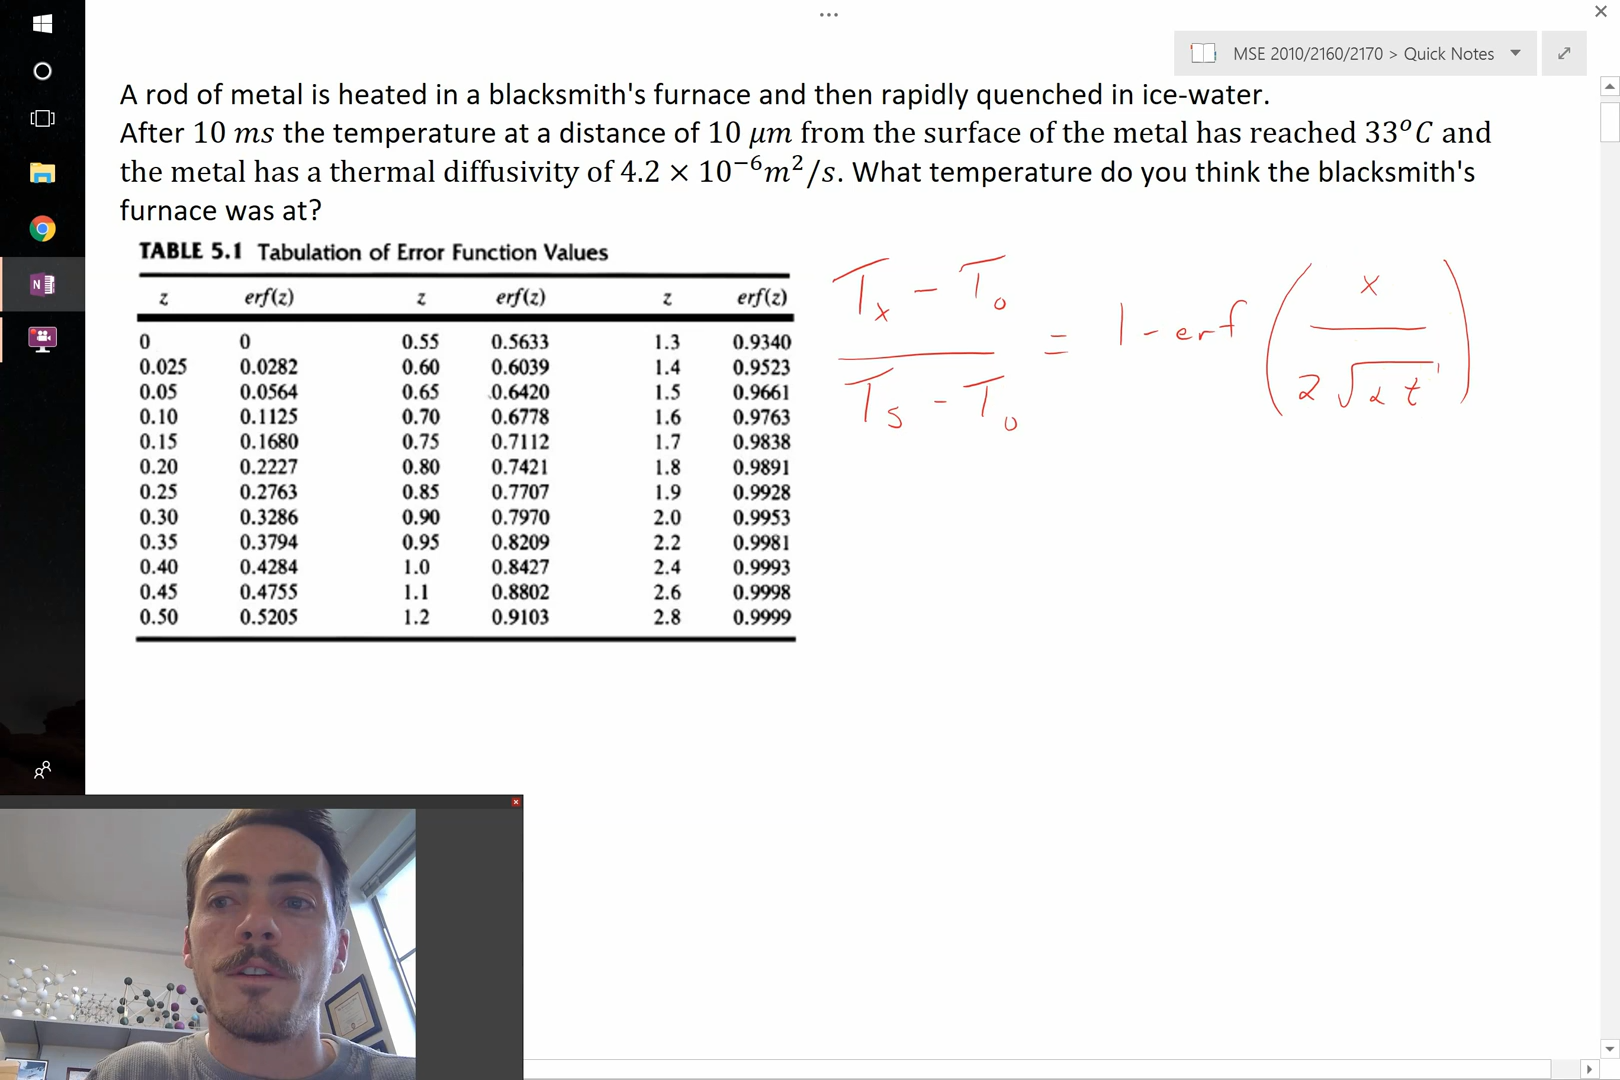 MSE 2010/2160/2170 > Quick Notes
A rod of metal is heated in a blacksmith's furnace and then rapidly quenched in ice-water.
After 10 ms the temperature at a distance of 10 μm from the surface of the metal has reached 33°C and
the metal has a thermal diffusivity of 4.2 × 10⁻⁶m²/s. What temperature do you think the blacksmith's
furnace was at?
TABLE 5.1 Tabulation of Error Function Values
z erf(z) z erf(z) z erf(z)
0 0 0.55 0.5633 1.3 0.9340
0.025 0.0282 0.60 0.6039 1.4 0.9523
0.05 0.0564 0.65 0.6420 1.5 0.9661
0.10 0.1125 0.70 0.6778 1.6 0.9763
0.15 0.1680 0.75 0.7112 1.7 0.9838
0.20 0.2227 0.80 0.7421 1.8 0.9891
0.25 0.2763 0.85 0.7707 1.9 0.9928
0.30 0.3286 0.90 0.7970 2.0 0.9953
0.35 0.3794 0.95 0.8209 2.2 0.9981
0.40 0.4284 1.0 0.8427 2.4 0.9993
0.45 0.4755 1.1 0.8802 2.6 0.9998
0.50 0.5205 1.2 0.9103 2.8 0.9999
Tx - To x
= 1 - erf ( )
Ts - To 2 √αt